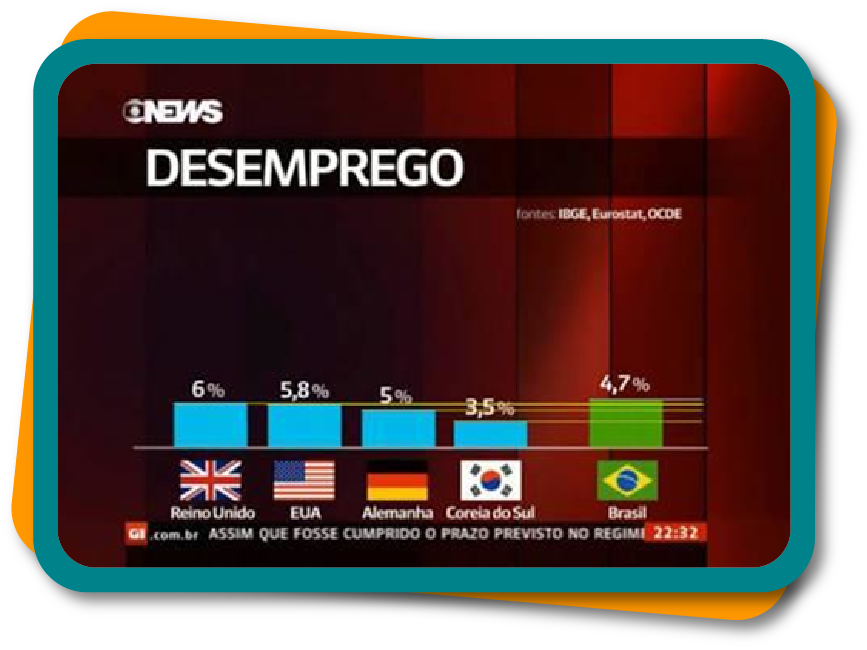 NEWS
DESEMPREGO
fontes: IBGE, Eurostat, OCDE
6% 5,8% 5% 3,5% 4,7%
Reino Unido EUA Alemanha Coreia do Sul Brasil
G1.com.br ASSIM QUE FOSSE CUMPRIDO O PRAZO PREVISTO NO REGIM 22:32